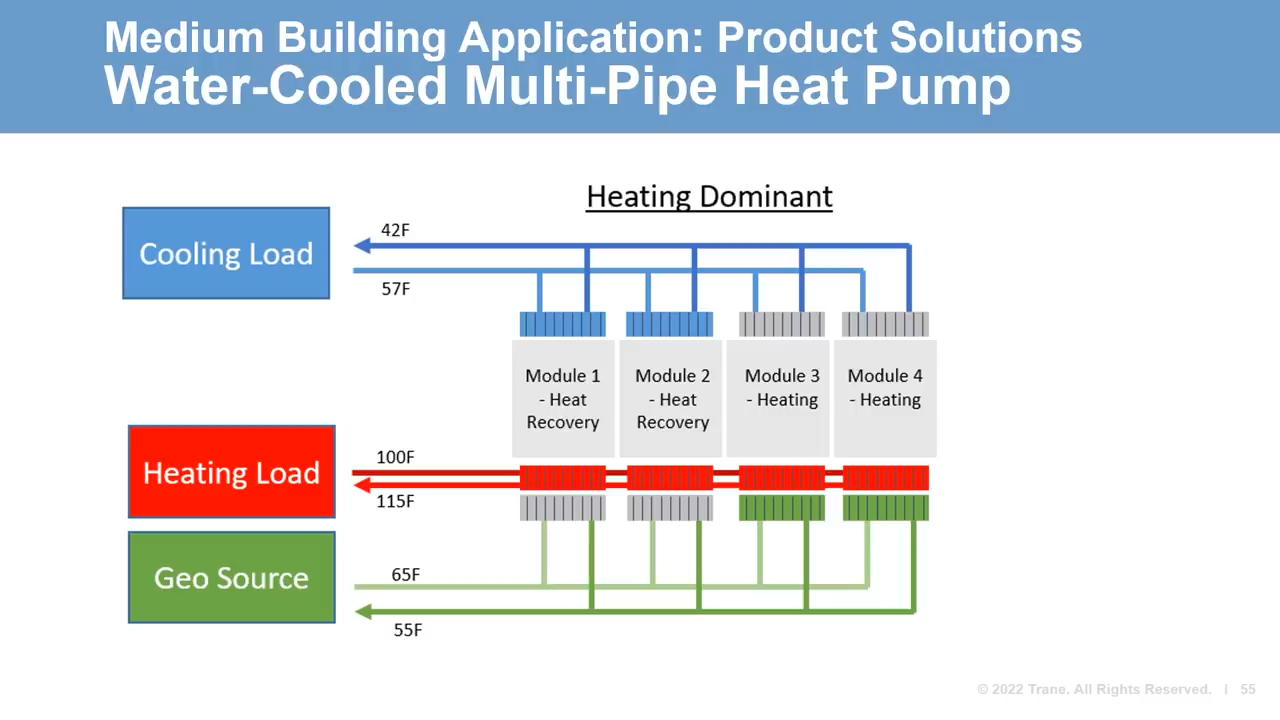 Medium Building Application: Product Solutions
Water-Cooled Multi-Pipe Heat Pump
Heating Dominant
Cooling Load
42F
57F
Module 1
- Heat
Recovery
Module 2
- Heat
Recovery
Module 3
- Heating
Module 4
- Heating
Heating Load
100F
115F
Geo Source
65F
55F
© 2022 Trane. All Rights Reserved. | 55